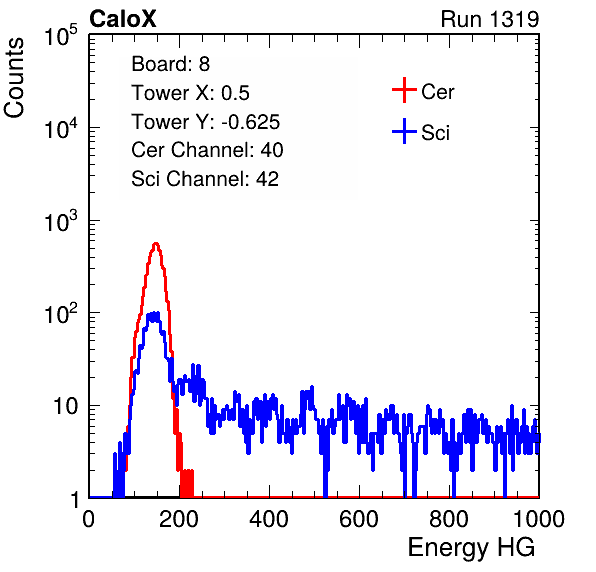 CaloX Run 1319
Counts
10^5
10^4
10^3
10^2
10
1
Board: 8
Tower X: 0.5
Tower Y: -0.625
Cer Channel: 40
Sci Channel: 42
Cer
Sci
0 200 400 600 800 1000
Energy HG